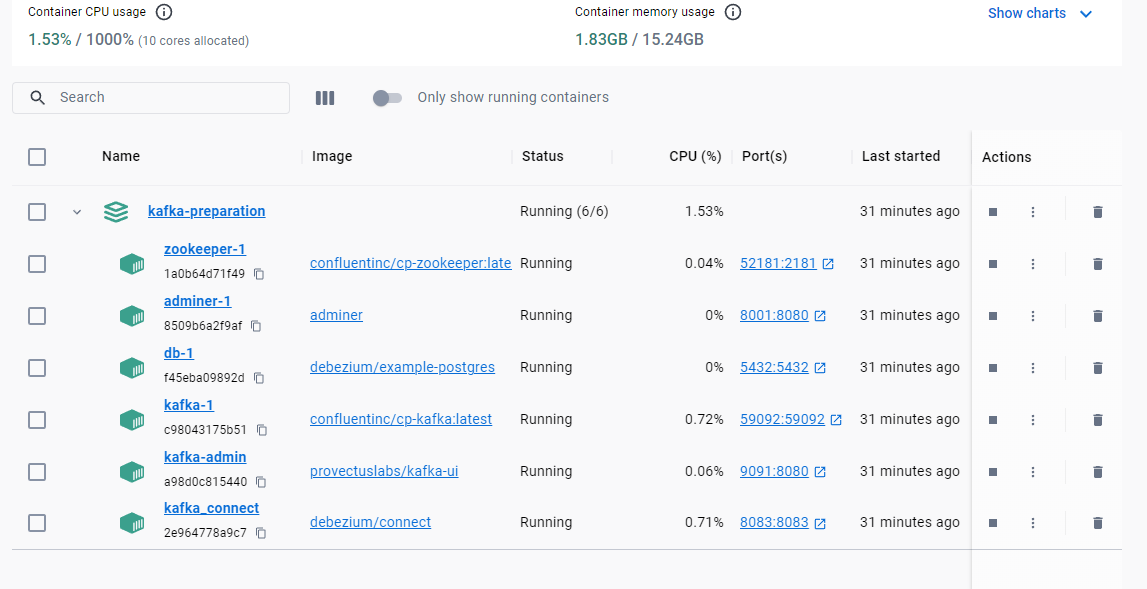 Container CPU usage
Container memory usage
Show charts
1.53% / 1000% (10 cores allocated)
1.83GB / 15.24GB
Search
Only show running containers
Name Image Status CPU (%) Port(s) Last started Actions
kafka-preparation Running (6/6) 1.53% 31 minutes ago
zookeeper-1
1a0b64d71f49
confluentinc/cp-zookeeper:late Running 0.04% 52181:2181 31 minutes ago
adminer-1
8509b6a2f9af
adminer Running 0% 8001:8080 31 minutes ago
db-1
f45eba09892d
debezium/example-postgres Running 0% 5432:5432 31 minutes ago
kafka-1
c98043175b51
confluentinc/cp-kafka:latest Running 0.72% 59092:59092 31 minutes ago
kafka-admin
a98d0c815440
provectuslabs/kafka-ui Running 0.06% 9091:8080 31 minutes ago
kafka_connect
2e964778a9c7
debezium/connect Running 0.71% 8083:8083 31 minutes ago